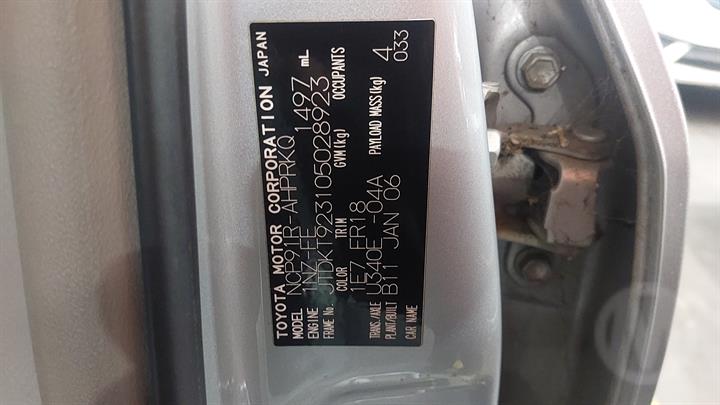 TOYOTA MOTOR CORPORATION JAPAN
MODEL NCP91R-AHPRKQ
ENGINE 1NZ-FE 1497 mL
FRAME No. JTDKT923105028923
COLOR TRIM GVM(kg) OCCUPANTS
1E7 FR18 4
TRANS./AXLE U340E -04A PAYLOAD MASS(kg) 033
PLANT/BUILT B11 JAN 06
CAR NAME